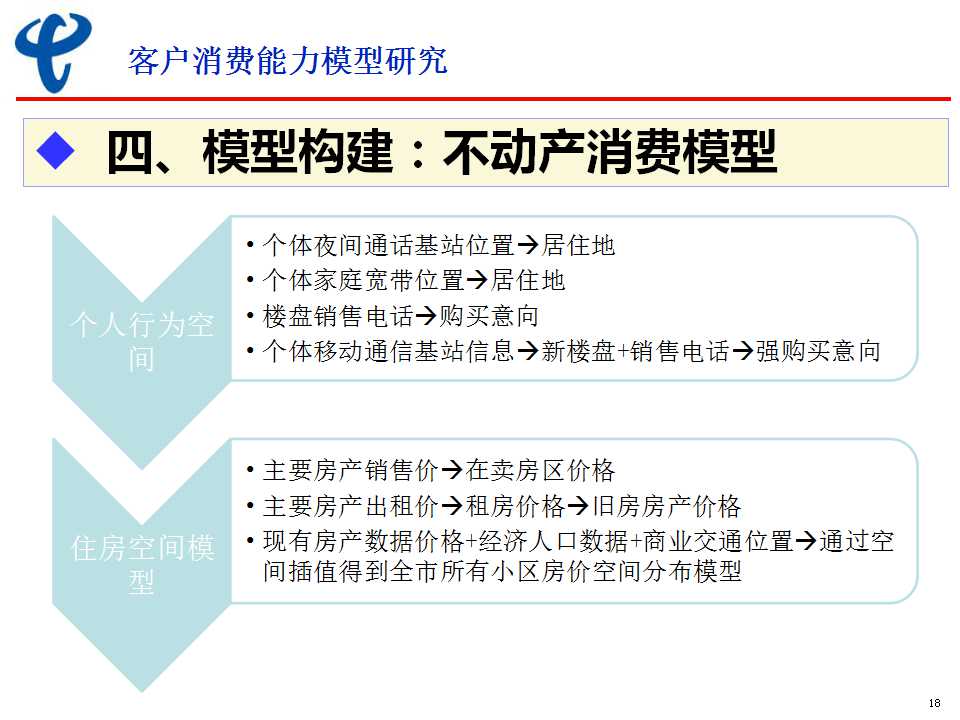 客户消费能力模型研究
四、模型构建：不动产消费模型
个人行为空
间
•个体夜间通话基站位置→居住地
•个体家庭宽带位置→居住地
•楼盘销售电话→购买意向
•个体移动通信基站信息→新楼盘+销售电话→强购买意向
住房空间模
型
•主要房产销售价→在卖房区价格
•主要房产出租价→租房价格→旧房房产价格
•现有房产数据价格+经济人口数据+商业交通位置→通过空
间插值得到全市所有小区房价空间分布模型
18